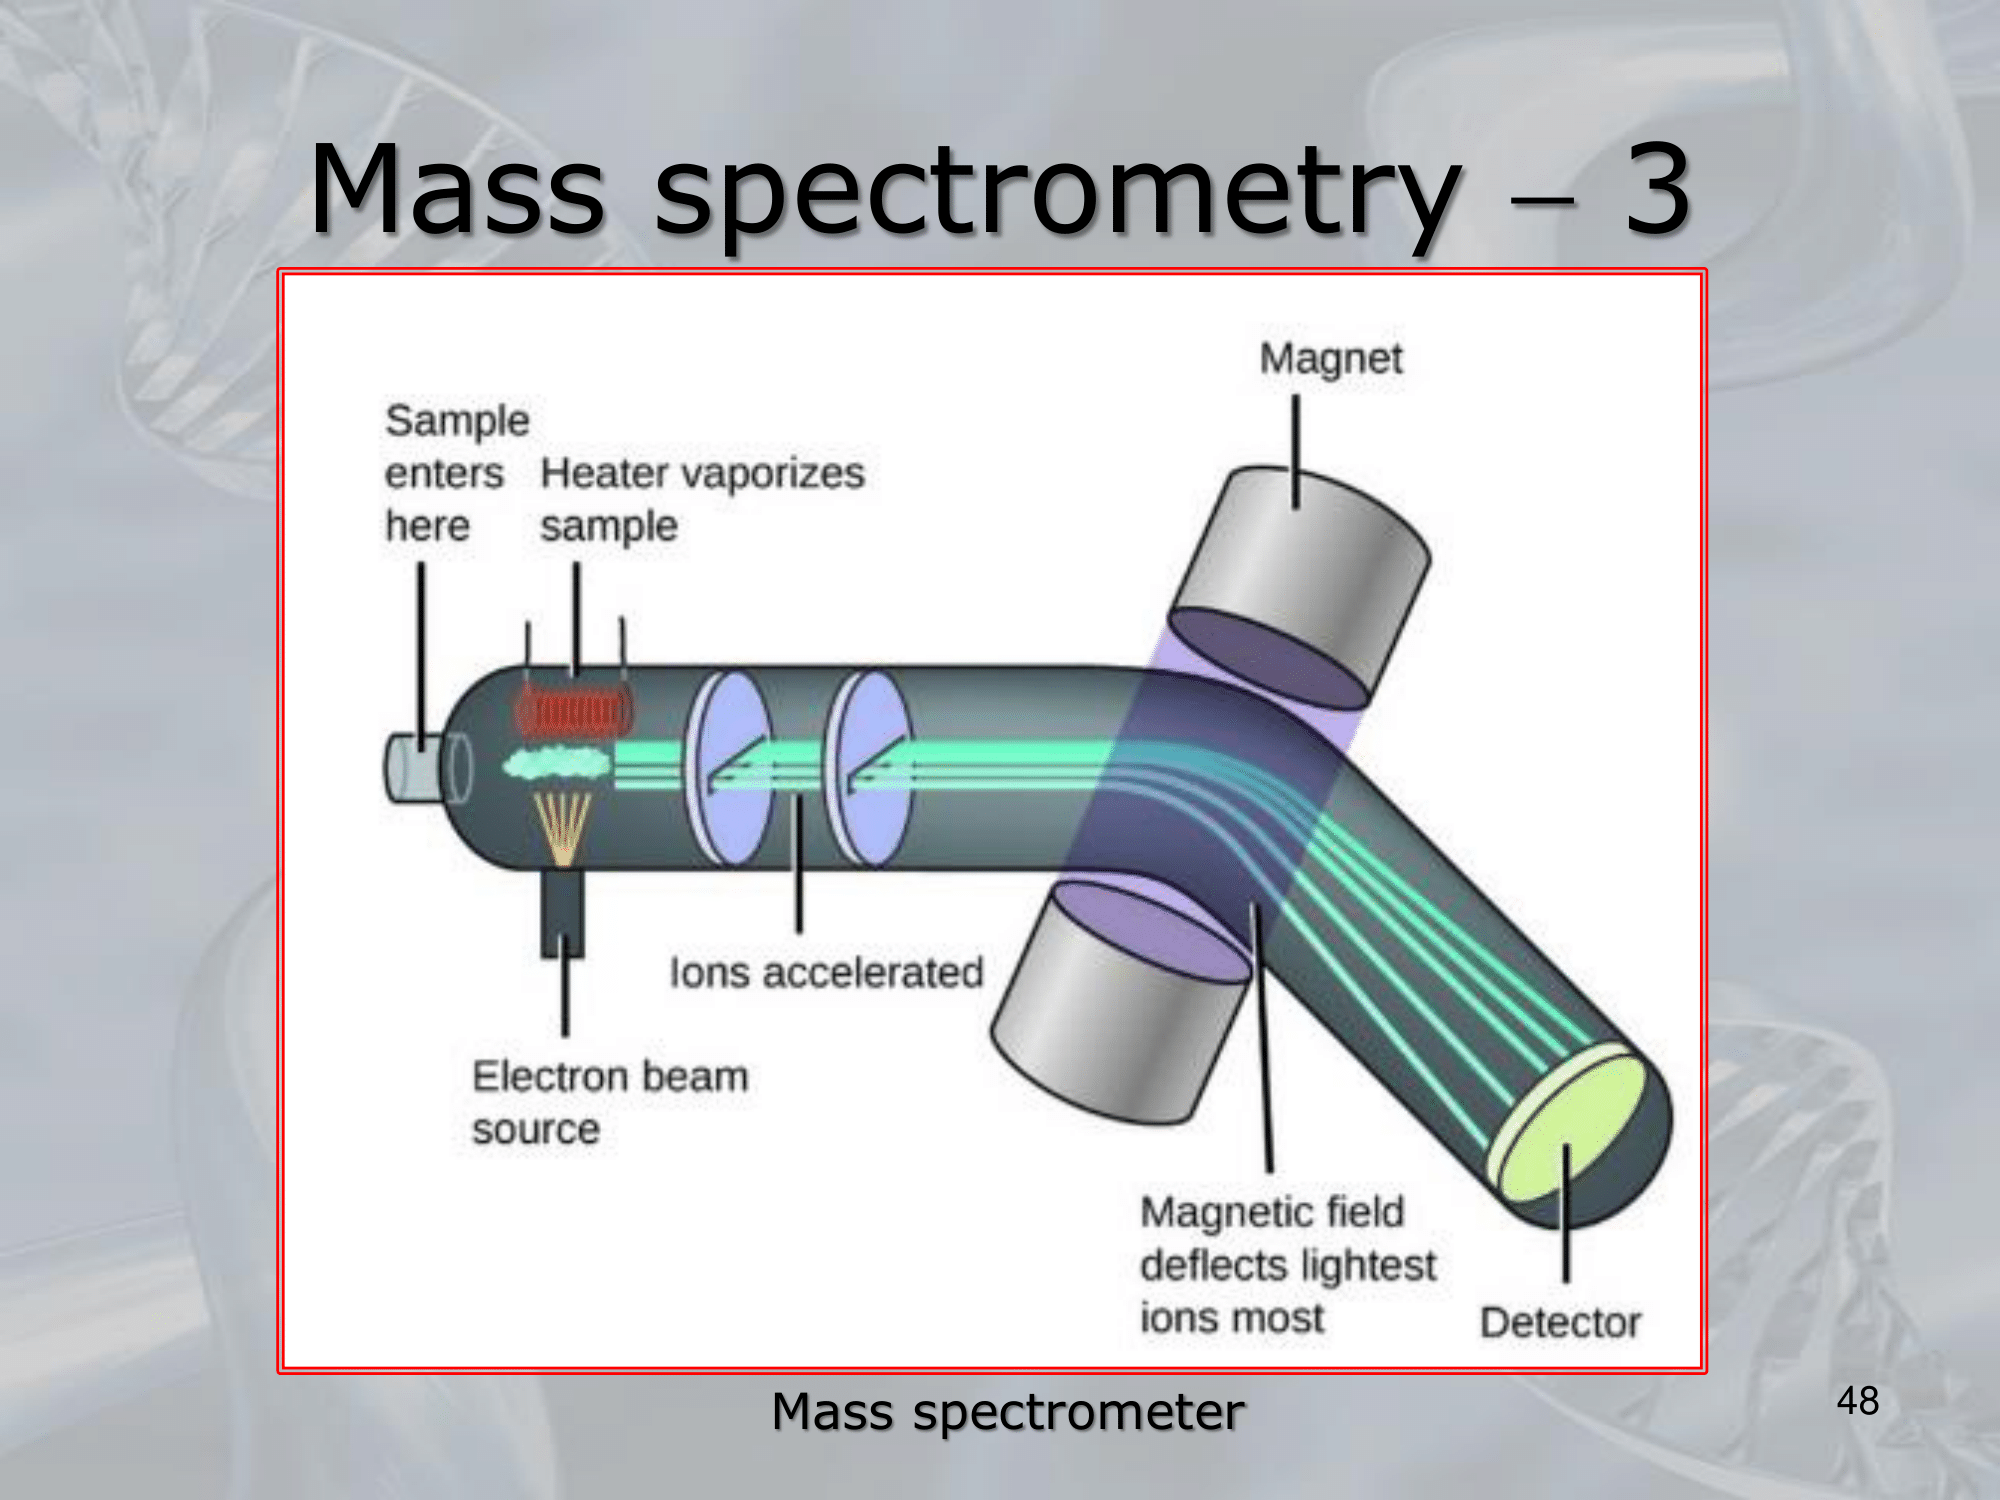 Mass spectrometry – 3
Magnet
Sample
enters
here
Heater vaporizes
sample
Ions accelerated
Electron beam
source
Magnetic field
deflects lightest
ions most
Detector
Mass spectrometer
48